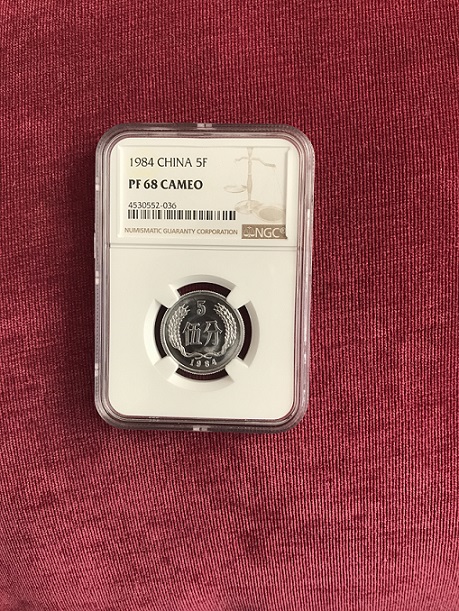 1984 CHINA 5F
PF 68 CAMEO
4530552-036
NUMISMATIC GUARANTY CORPORATION
NGC
5
伍分
1984